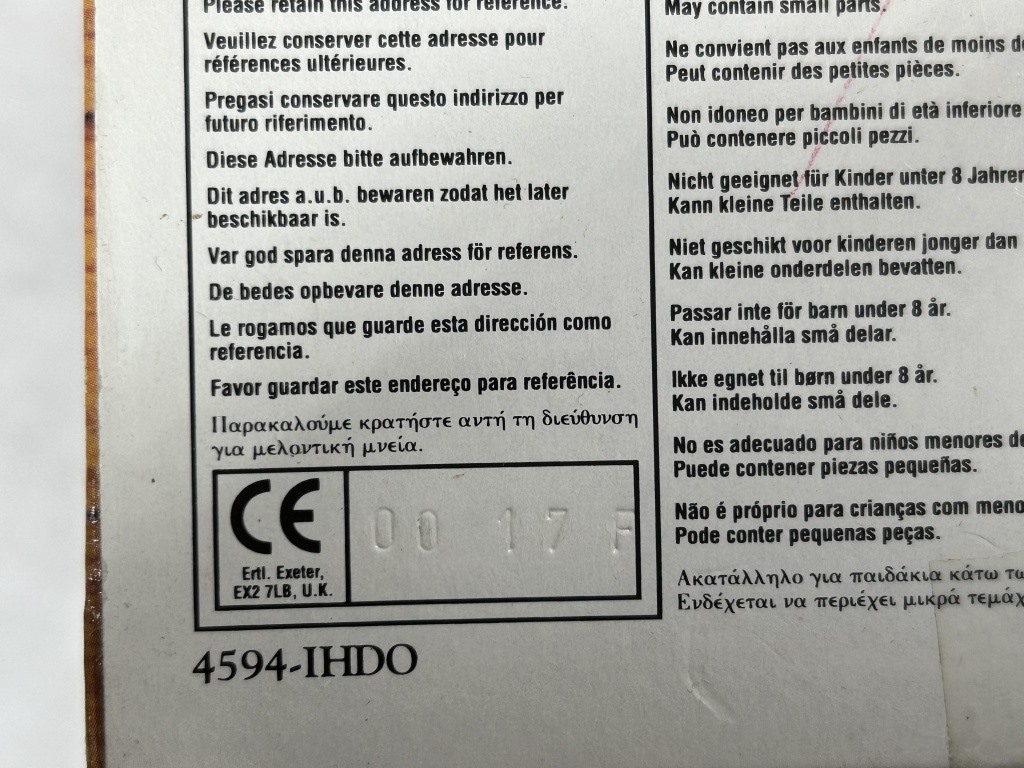 Please retain this address for reference.
Veuillez conserver cette adresse pour
références ultérieures.
Pregasi conservare questo indirizzo per
futuro riferimento.
Diese Adresse bitte aufbewahren.
Dit adres a.u.b. bewaren zodat het later
beschikbaar is.
Var god spara denna adress för referens.
De bedes opbevare denne adresse.
Le rogamos que guarde esta dirección como
referencia.
Favor guardar este endereço para referência.
Παρακαλούμε κρατήστε αυτή τη διεύθυνση
για μελοντική μνεία.
CE
Ertl. Exeter,
EX2 7LB, U.K.
00 17 F
4594-IHDO
May contain small parts.
Ne convient pas aux enfants de moins
Peut contenir des petites pièces.
Non idoneo per bambini di età inferiore
Può contenere piccoli pezzi.
Nicht geeignet für Kinder unter 8 Jahren
Kann kleine Teile enthalten.
Niet geschikt voor kinderen jonger dan
Kan kleine onderdelen bevatten.
Passar inte för barn under 8 år.
Kan innehålla små delar.
Ikke egnet til børn under 8 år.
Kan indeholde små dele.
No es adecuado para niños menores de
Puede contener piezas pequeñas.
Não é próprio para crianças com meno
Pode conter pequenas peças.
Ακατάλληλο για παιδάκια κάτω
Ενδέχεται να περιέχει μικρά τεμάχ